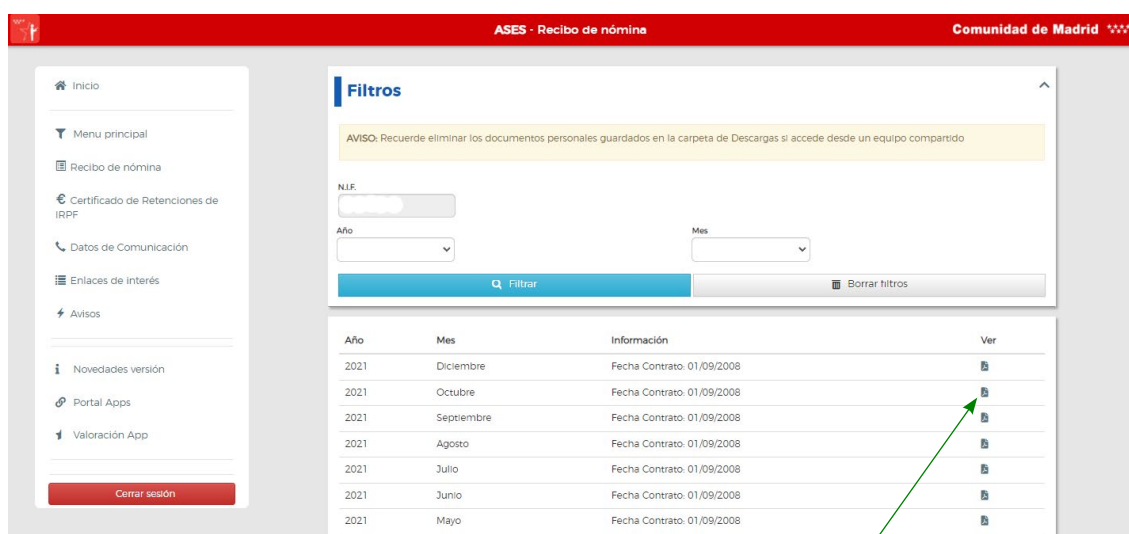 ASES - Recibo de nómina
Comunidad de Madrid
Inicio
Menu principal
Recibo de nómina
Certificado de Retenciones de
IRPF
Datos de Comunicación
Enlaces de interés
Avisos
Novedades versión
Portal Apps
Valoración App
Cerrar sesión
Filtros
AVISO: Recuerde eliminar los documentos personales guardados en la carpeta de Descargas si accede desde un equipo compartido
N.I.F.
Año Mes
Filtrar Borrar filtros
Año Mes Información Ver
2021 Diciembre Fecha Contrato: 01/09/2008
2021 Octubre Fecha Contrato: 01/09/2008
2021 Septiembre Fecha Contrato: 01/09/2008
2021 Agosto Fecha Contrato: 01/09/2008
2021 Julio Fecha Contrato: 01/09/2008
2021 Junio Fecha Contrato: 01/09/2008
2021 Mayo Fecha Contrato: 01/09/2008